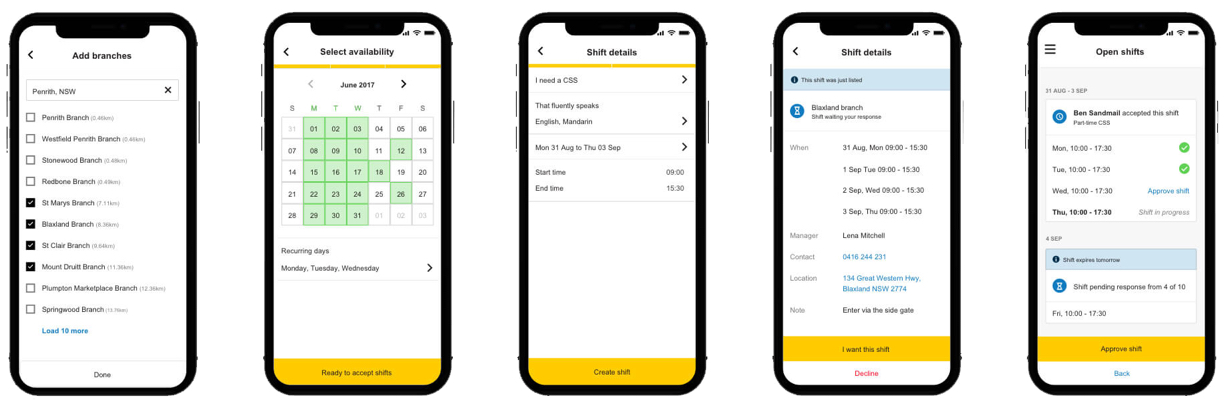 Add branches
Penrith, NSW
Penrith Branch (0.46km)
Westfield Penrith Branch (0.46km)
Stonewood Branch (0.48km)
Redbone Branch (0.49km)
St Marys Branch (7.11km)
Blaxland Branch (8.36km)
St Clair Branch (9.64km)
Mount Druitt Branch (11.36km)
Plumpton Marketplace Branch (12.36km)
Springwood Branch (13.76km)
Load 10 more
Done
Select availability
June 2017
S M T W T F S
31 01 02 03 04 05 06
07 08 09 10 11 12 13
14 15 16 17 18 19 20
21 22 23 24 25 26 27
28 29 30 31 01 02 03
Recurring days
Monday, Tuesday, Wednesday
Ready to accept shifts
Shift details
I need a CSS
That fluently speaks
English, Mandarin
Mon 31 Aug to Thu 03 Sep
Start time 09:00
End time 15:30
Create shift
Shift details
This shift was just listed
Blaxland branch
Shift waiting your response
When 31 Aug, Mon 09:00 - 15:30
1 Sep Tue 09:00 - 15:30
2 Sep, Wed 09:00 - 15:30
3 Sep, Thu 09:00 - 15:30
Manager Lena Mitchell
Contact 0416 244 231
Location 134 Great Western Hwy,
Blaxland NSW 2774
Note Enter via the side gate
I want this shift
Decline
Open shifts
31 AUG - 3 SEP
Ben Sandmail accepted this shift
Part-time CSS
Mon, 10:00 - 17:30
Tue, 10:00 - 17:30
Wed, 10:00 - 17:30 Approve shift
Thu, 10:00 - 17:30 Shift in progress
4 SEP
Shift expires tomorrow
Shift pending response from 4 of 10
Fri, 10:00 - 17:30
Approve shift
Back